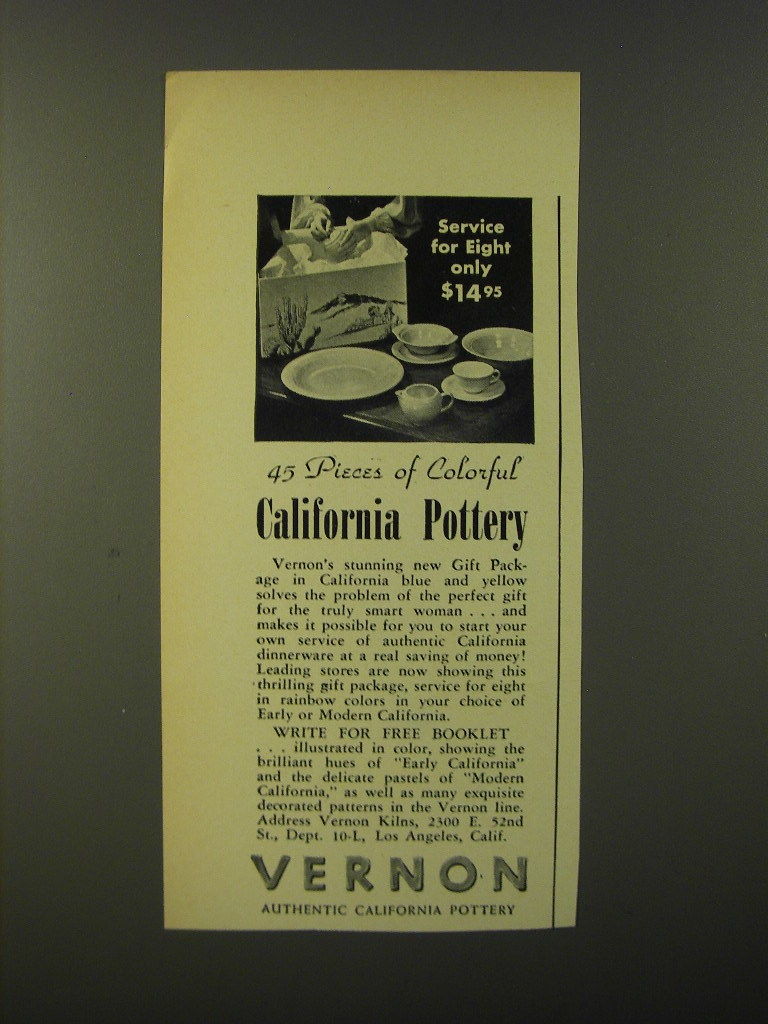 Service
for Eight
only
$14 95
45 Pieces of Colorful
California Pottery
Vernon's stunning new Gift Pack-
age in California blue and yellow
solves the problem of the perfect gift
for the truly smart woman . . . and
makes it possible for you to start your
own service of authentic California
dinnerware at a real saving of money!
Leading stores are now showing this
thrilling gift package, service for eight
in rainbow colors in your choice of
Early or Modern California.
WRITE FOR FREE BOOKLET
. . . illustrated in color, showing the
brilliant hues of "Early California"
and the delicate pastels of "Modern
California," as well as many exquisite
decorated patterns in the Vernon line.
Address Vernon Kilns, 2300 E. 52nd
St., Dept. 10-L, Los Angeles, Calif.
VERNON
AUTHENTIC CALIFORNIA POTTERY